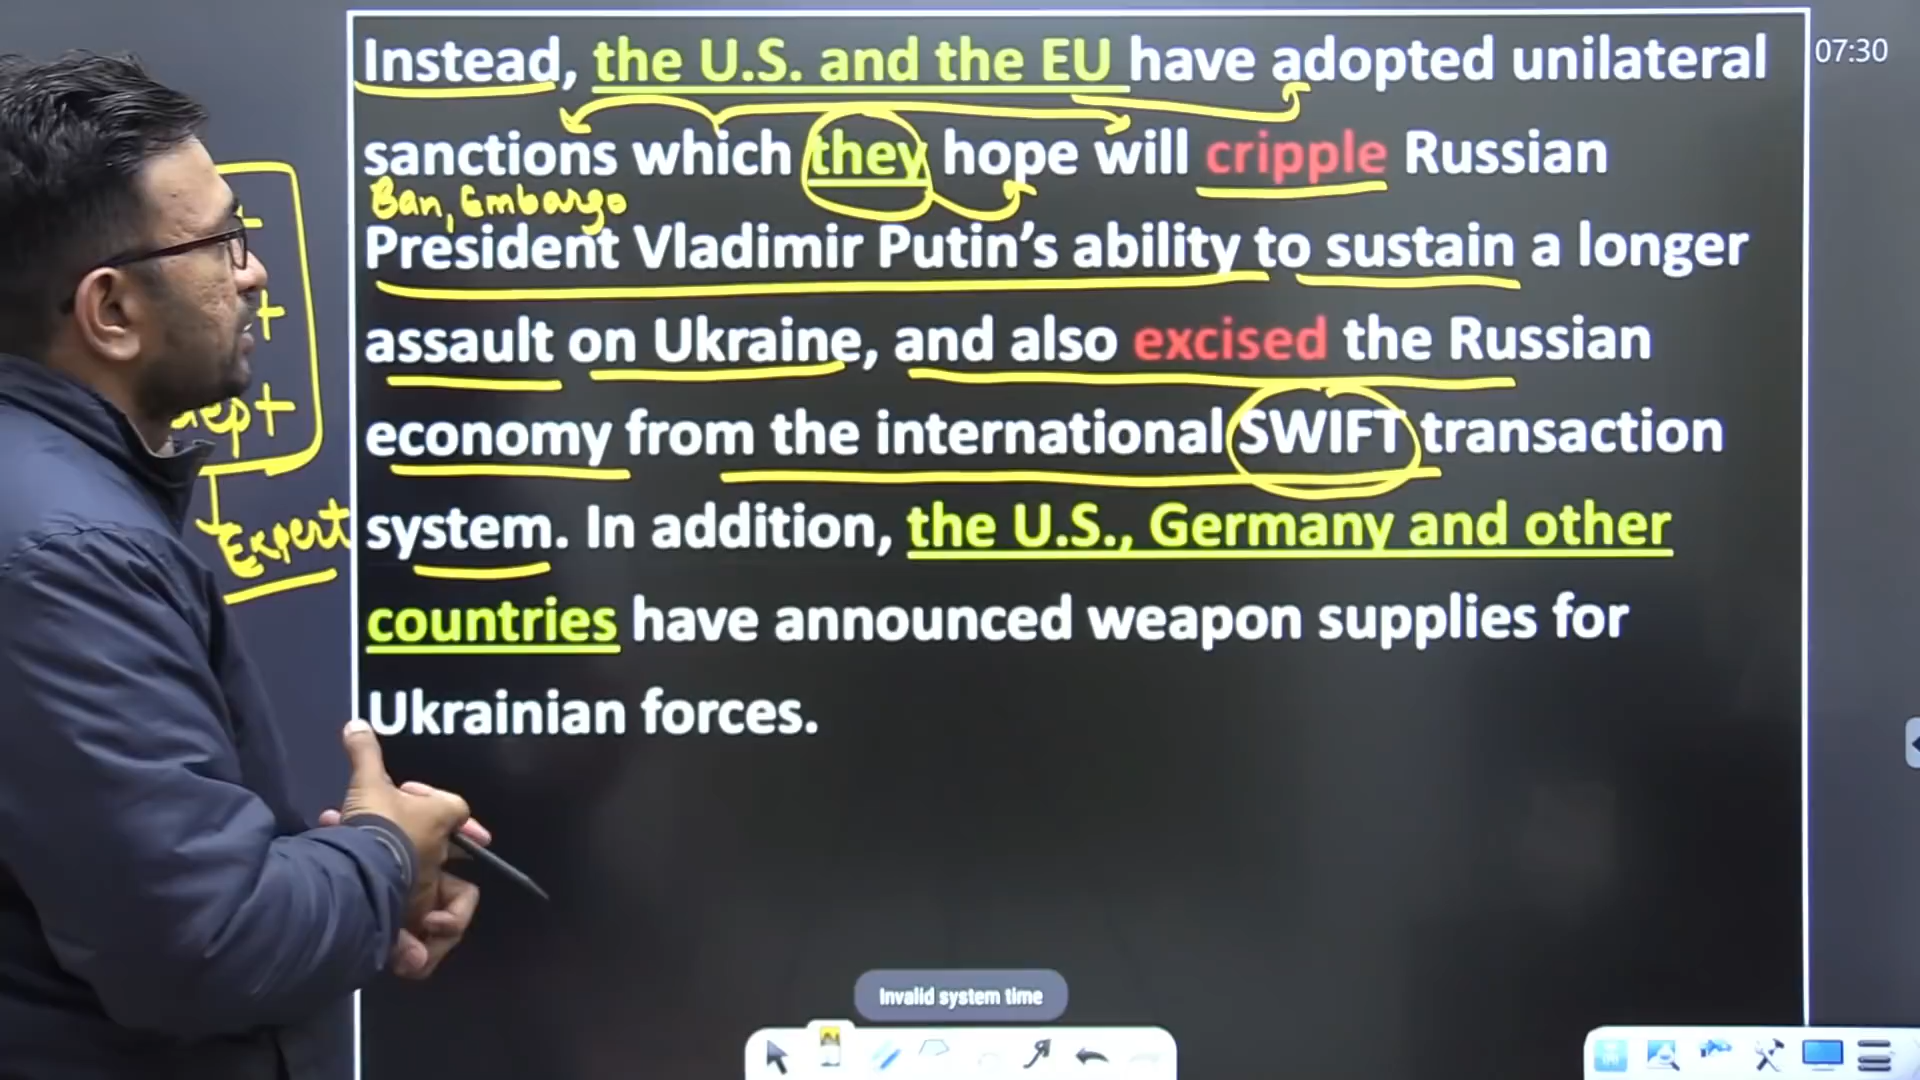 Instead, the U.S. and the EU have adopted unilateral
07:30
sanctions which they hope will cripple Russian
Ban, Embargo
President Vladimir Putin's ability to sustain a longer
assault on Ukraine, and also excised the Russian
economy from the international SWIFT transaction
system. In addition, the U.S., Germany and other
Expert
countries have announced weapon supplies for
Ukrainian forces.
Invalid system time